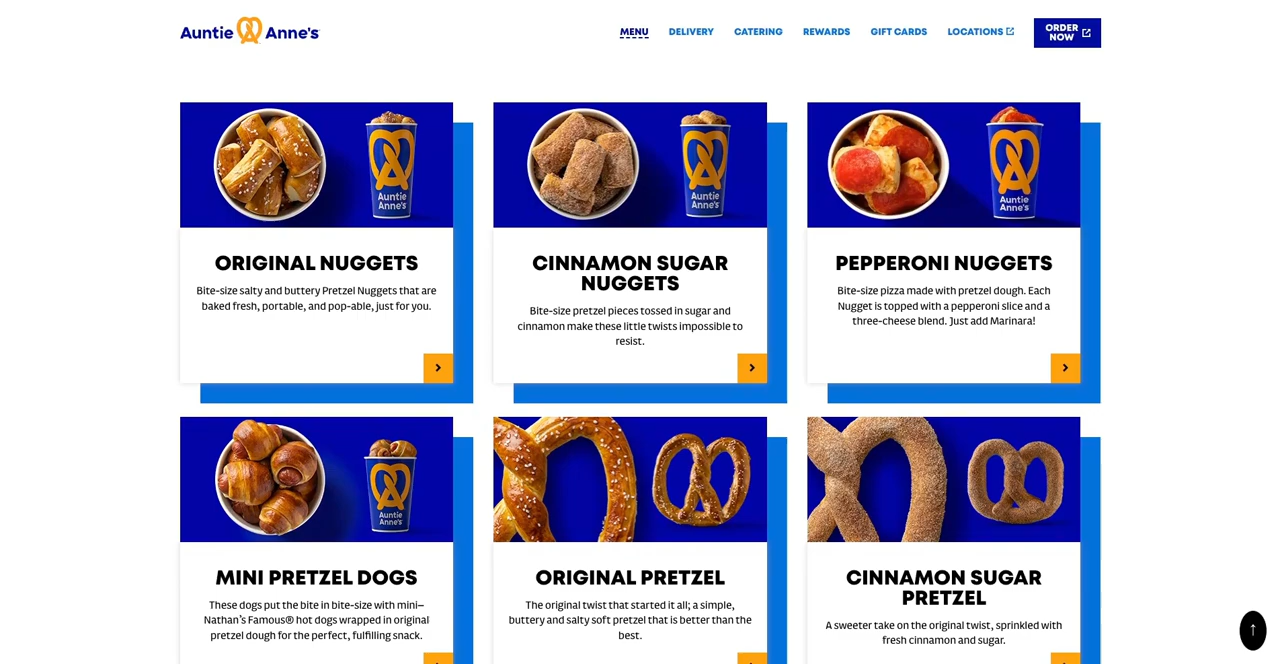 Auntie Anne's
MENU
DELIVERY
CATERING
REWARDS
GIFT CARDS
LOCATIONS
ORDER
NOW
Auntie
Anne's
Auntie
Anne's
Auntie
Anne's
ORIGINAL NUGGETS
Bite-size salty and buttery Pretzel Nuggets that are
baked fresh, portable, and pop-able, just for you.
CINNAMON SUGAR
NUGGETS
Bite-size pretzel pieces tossed in sugar and
cinnamon make these little twists impossible to
resist.
PEPPERONI NUGGETS
Bite-size pizza made with pretzel dough. Each
Nugget is topped with a pepperoni slice and a
three-cheese blend. Just add Marinara!
Auntie
Anne's
MINI PRETZEL DOGS
These dogs put the bite in bite-size with mini–
Nathan's Famous® hot dogs wrapped in original
pretzel dough for the perfect, fulfilling snack.
ORIGINAL PRETZEL
The original twist that started it all; a simple,
buttery and salty soft pretzel that is better than the
best.
CINNAMON SUGAR
PRETZEL
A sweeter take on the original twist, sprinkled with
fresh cinnamon and sugar.